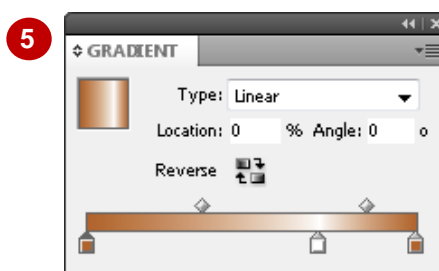 5
GRADIENT
Type: Linear
Location: 0 % Angle: 0 o
Reverse